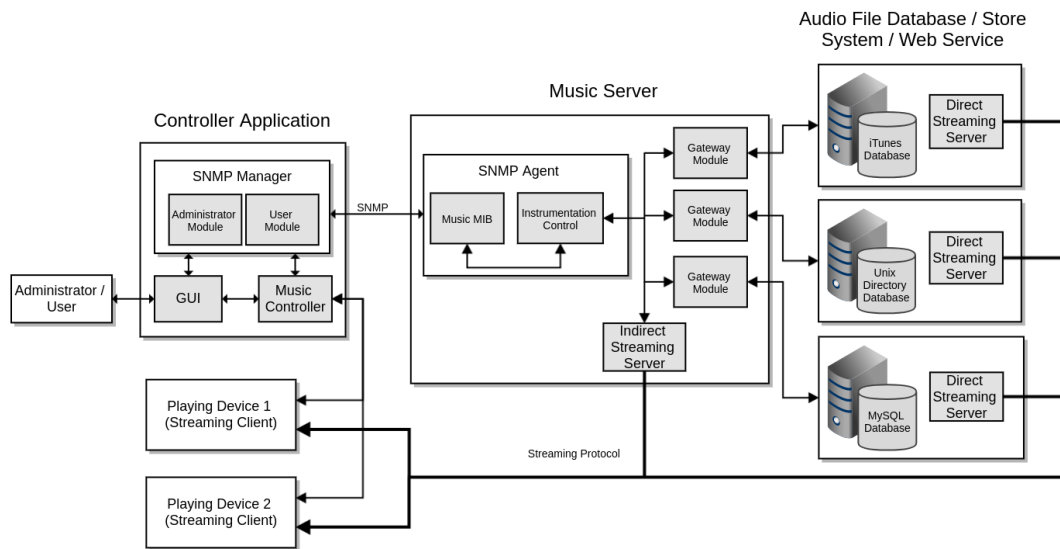 Audio File Database / Store
System / Web Service
Music Server
Controller Application
SNMP Manager
Administrator
Module
User
Module
GUI
Music
Controller
Administrator /
User
SNMP
SNMP Agent
Music MIB
Instrumentation
Control
Gateway
Module
Gateway
Module
Gateway
Module
Indirect
Streaming
Server
iTunes
Database
Direct
Streaming
Server
Unix
Directory
Database
Direct
Streaming
Server
MySQL
Database
Direct
Streaming
Server
Playing Device 1
(Streaming Client)
Streaming Protocol
Playing Device 2
(Streaming Client)